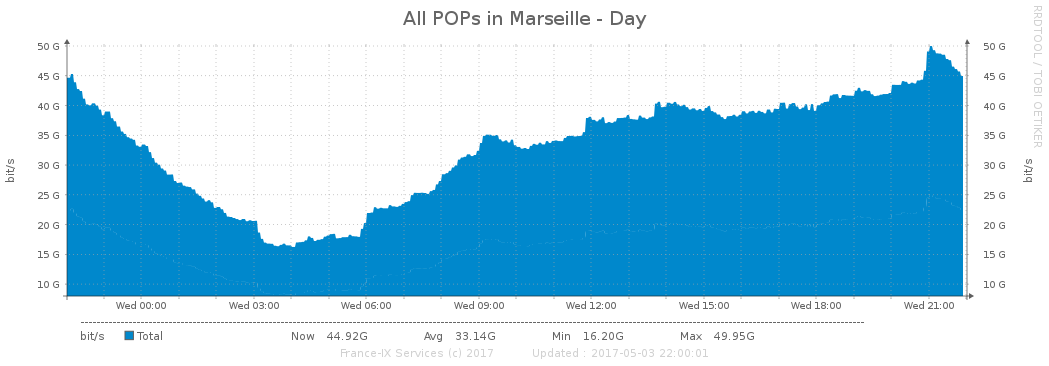 All POPs in Marseille - Day
RRDTOOL / TOBI OETIKER
50 G 50 G
45 G 45 G
40 G 40 G
35 G 35 G
30 G 30 G
25 G 25 G
20 G 20 G
15 G 15 G
10 G 10 G
bit/s
bit/s
Wed 00:00 Wed 03:00 Wed 06:00 Wed 09:00 Wed 12:00 Wed 15:00 Wed 18:00 Wed 21:00
bit/s Total Now 44.92G Avg 33.14G Min 16.20G Max 49.95G
France-IX Services (c) 2017 Updated : 2017-05-03 22:00:01